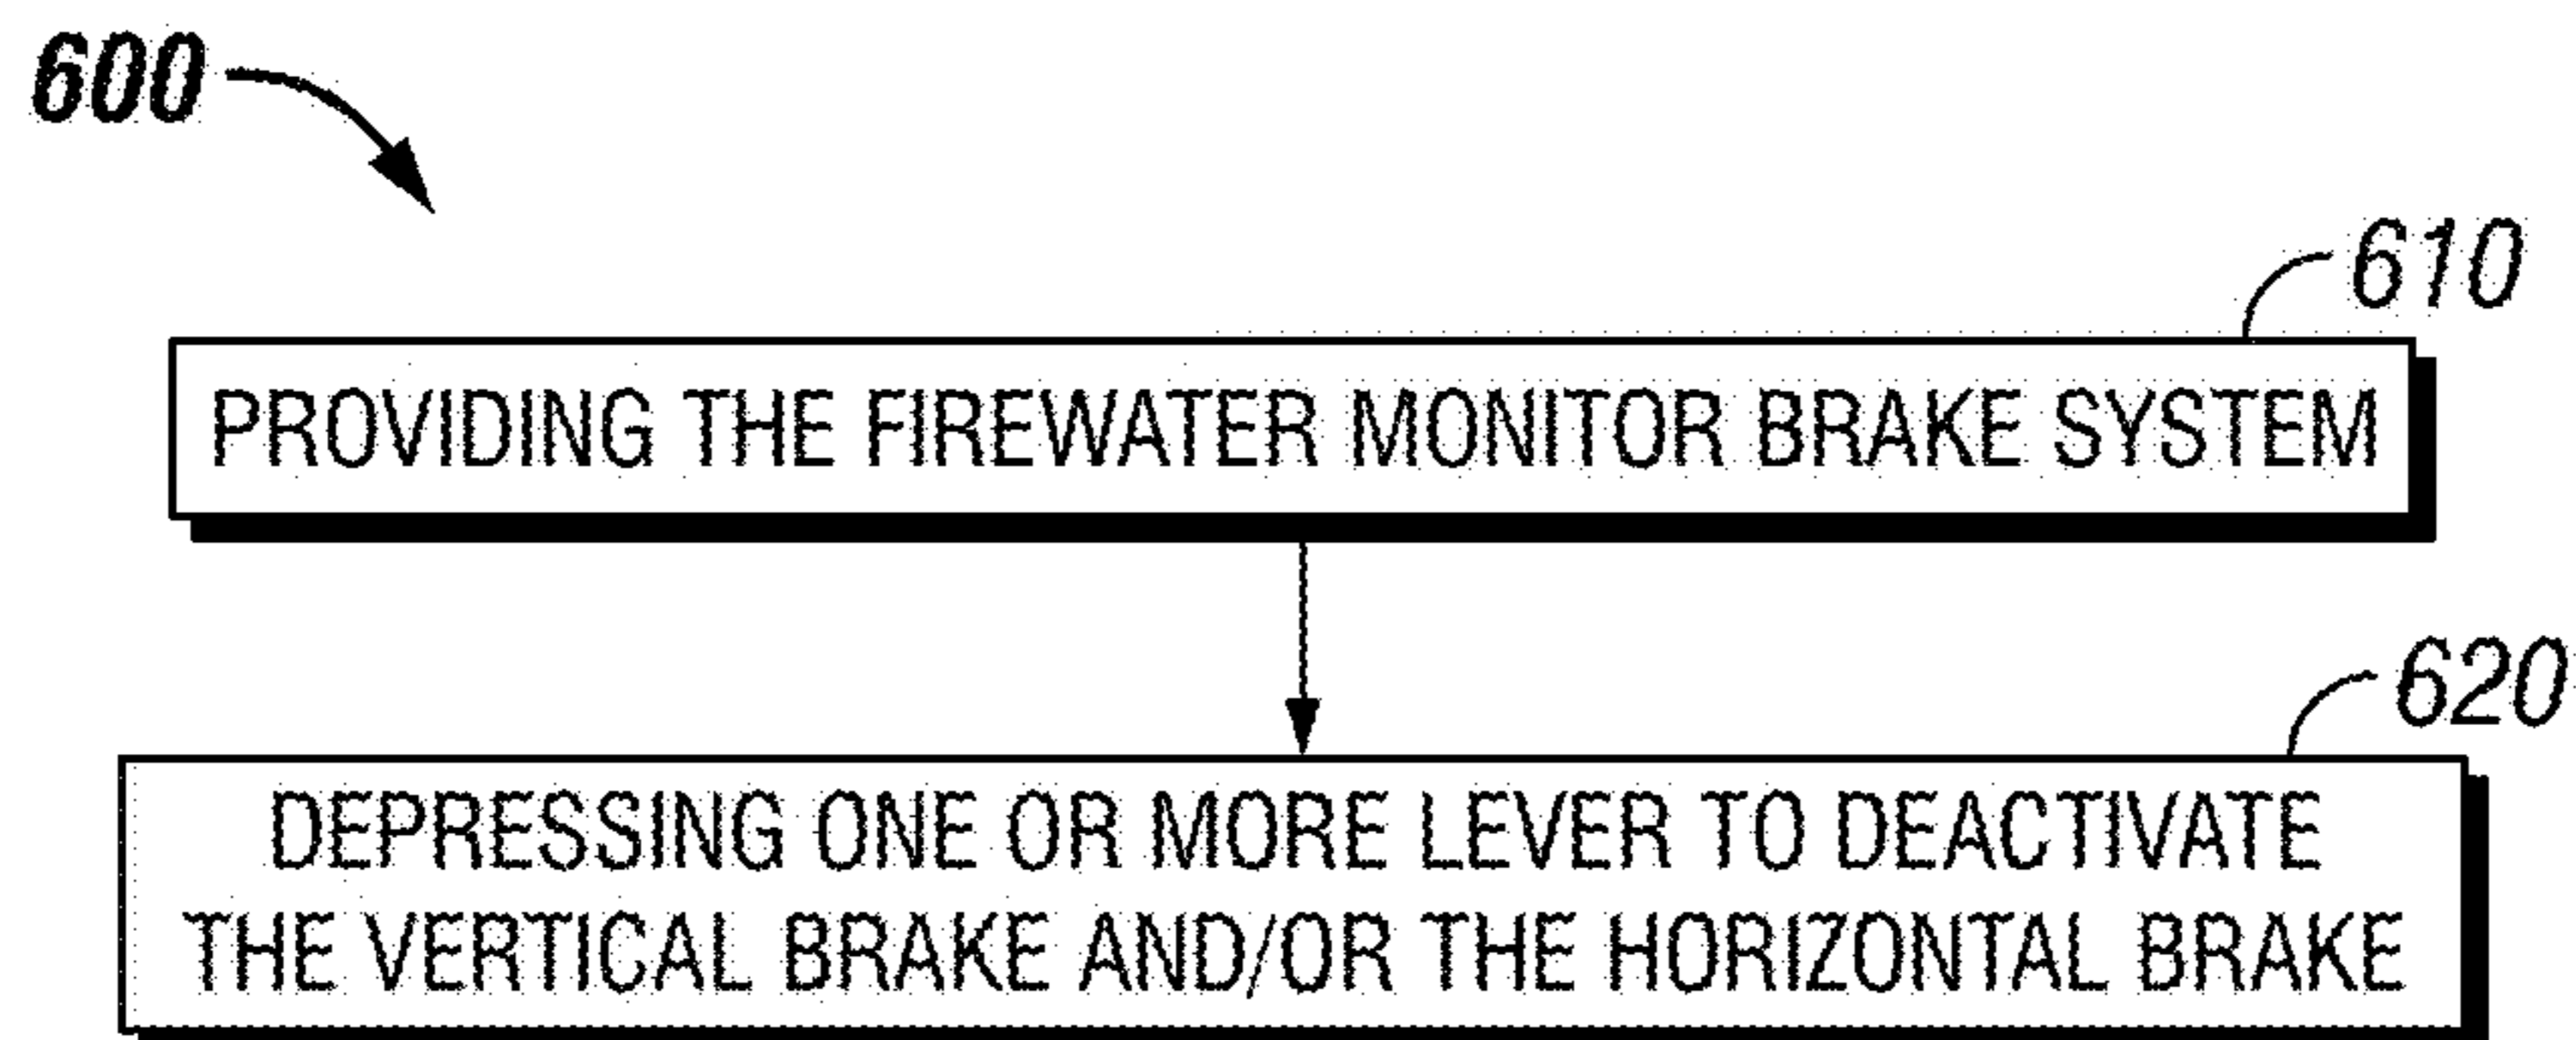 600
610
PROVIDING THE FIREWATER MONITOR BRAKE SYSTEM
620
DEPRESSING ONE OR MORE LEVER TO DEACTIVATE
THE VERTICAL BRAKE AND/OR THE HORIZONTAL BRAKE